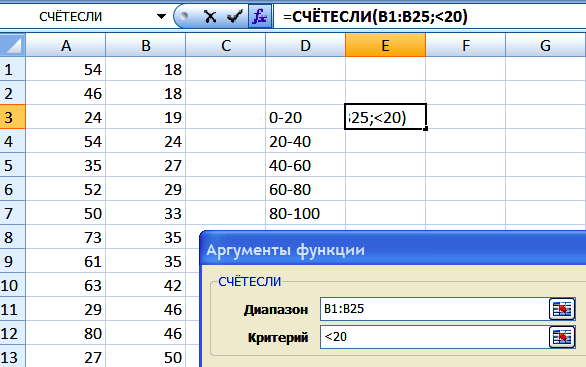 СЧЁТЕСЛИ =СЧЁТЕСЛИ(B1:B25;<20)
A B C D E F G
1 54 18
2 46 18
3 24 19 0-20 25;<20)
4 54 24 20-40
5 35 27 40-60
6 52 29 60-80
7 50 33 80-100
8 73 35
9 61 35
10 63 42
11 29 46
12 80 46
13 27 50
Аргументы функции
СЧЁТЕСЛИ
Диапазон B1:B25
Критерий <20